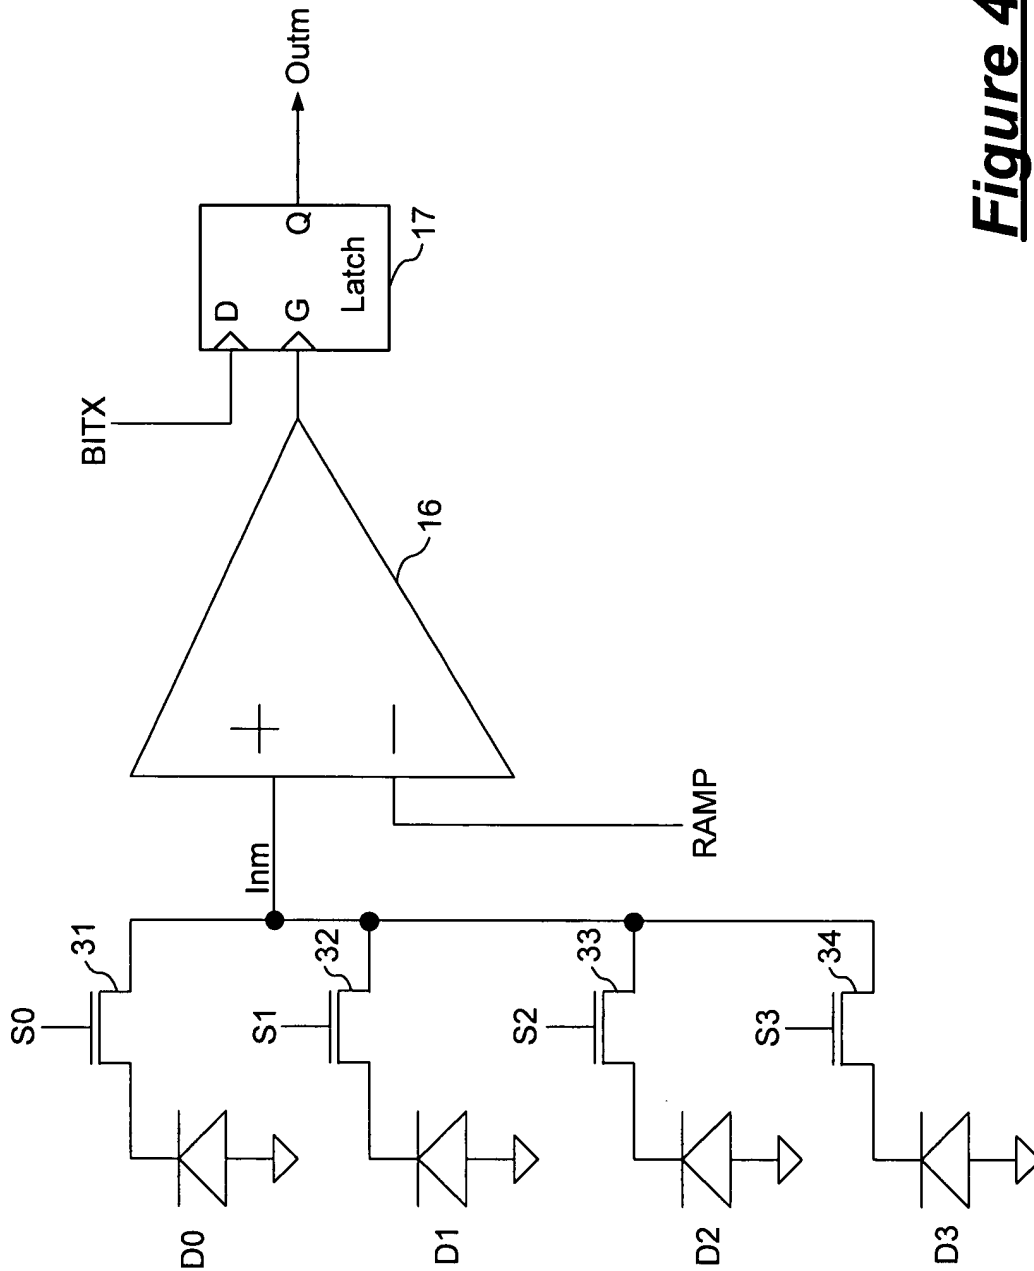 S0
31
D0
S1
32
D1
S2
33
D2
S3
34
D3
Inm
RAMP
+
−
16
BITX
D
G
Q
Latch
17
Outm
Figure 4